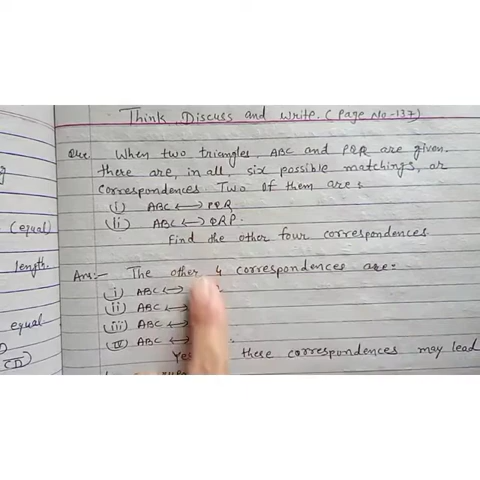 Think, Discuss and Write. (Page No-137)
Que When two triangles, ABC and PQR are given.
there are, in all, six possible matchings, or
correspondences. Two of them are:
(i) ABC ⟷ PQR
(ii) ABC ⟷ QRP.
Find the other four correspondences
Ans:- The other 4 correspondences are:
(i) ABC ⟷
(ii) ABC ⟷
(iii) ABC ⟷
(iv) ABC ⟷
Yes these correspondences may lead
(equal
length.
equal
CD)